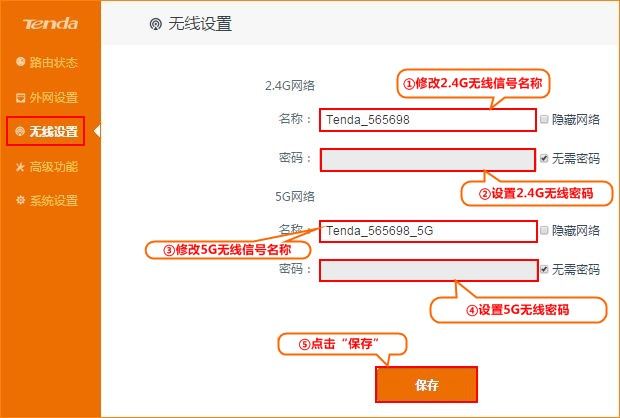 Tenda
无线设置
路由状态
外网设置
无线设置
高级功能
系统设置
2.4G网络
①修改2.4G无线信号名称
名称：
Tenda_565698
隐藏网络
密码：
无需密码
②设置2.4G无线密码
5G网络
名称：
Tenda_565698_5G
隐藏网络
③修改5G无线信号名称
密码：
无需密码
④设置5G无线密码
⑤点击“保存”
保存